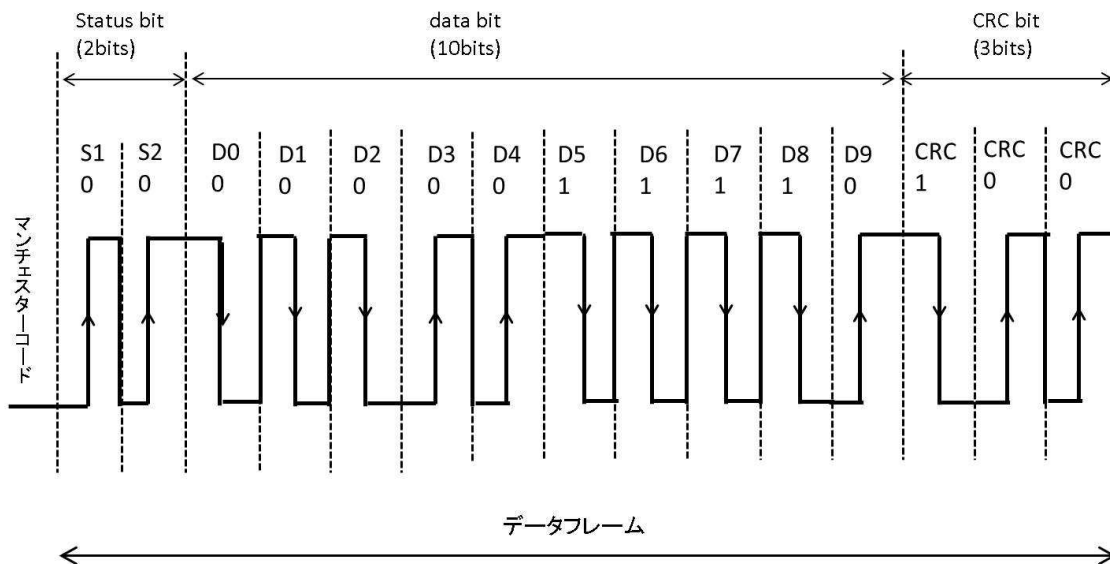 Status bit
(2bits)
data bit
(10bits)
CRC bit
(3bits)
S1 S2 D0 D1 D2 D3 D4 D5 D6 D7 D8 D9 CRC CRC CRC
0 0 0 0 0 0 0 1 1 1 1 0 1 0 0
マンチェスターコード
データフレーム